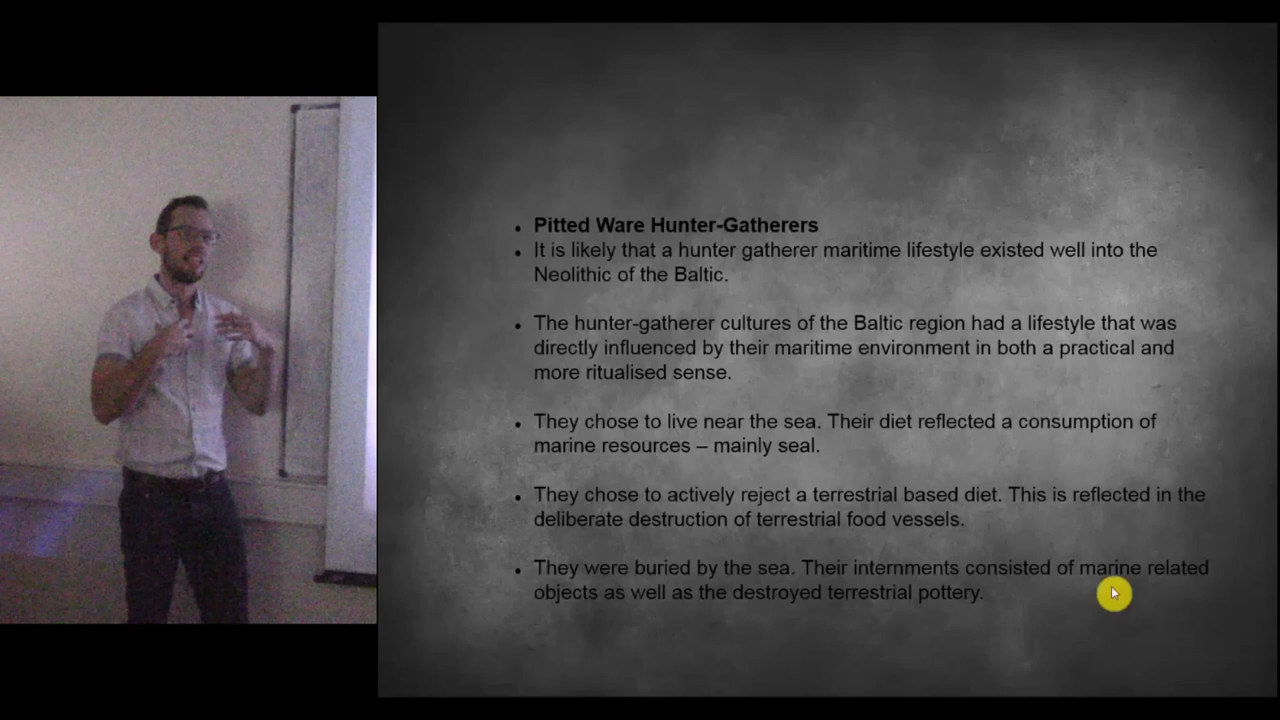 Pitted Ware Hunter-Gatherers
It is likely that a hunter gatherer maritime lifestyle existed well into the
Neolithic of the Baltic.
The hunter-gatherer cultures of the Baltic region had a lifestyle that was
directly influenced by their maritime environment in both a practical and
more ritualised sense.
They chose to live near the sea. Their diet reflected a consumption of
marine resources – mainly seal.
They chose to actively reject a terrestrial based diet. This is reflected in the
deliberate destruction of terrestrial food vessels.
They were buried by the sea. Their internments consisted of marine related
objects as well as the destroyed terrestrial pottery.